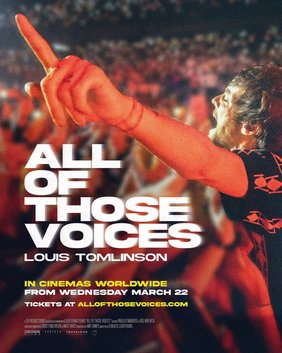 ALL
OF
THOSE
VOICES
LOUIS TOMLINSON
IN CINEMAS WORLDWIDE
FROM WEDNESDAY MARCH 22
TICKETS AT ALLOFTHOSEVOICES.COM